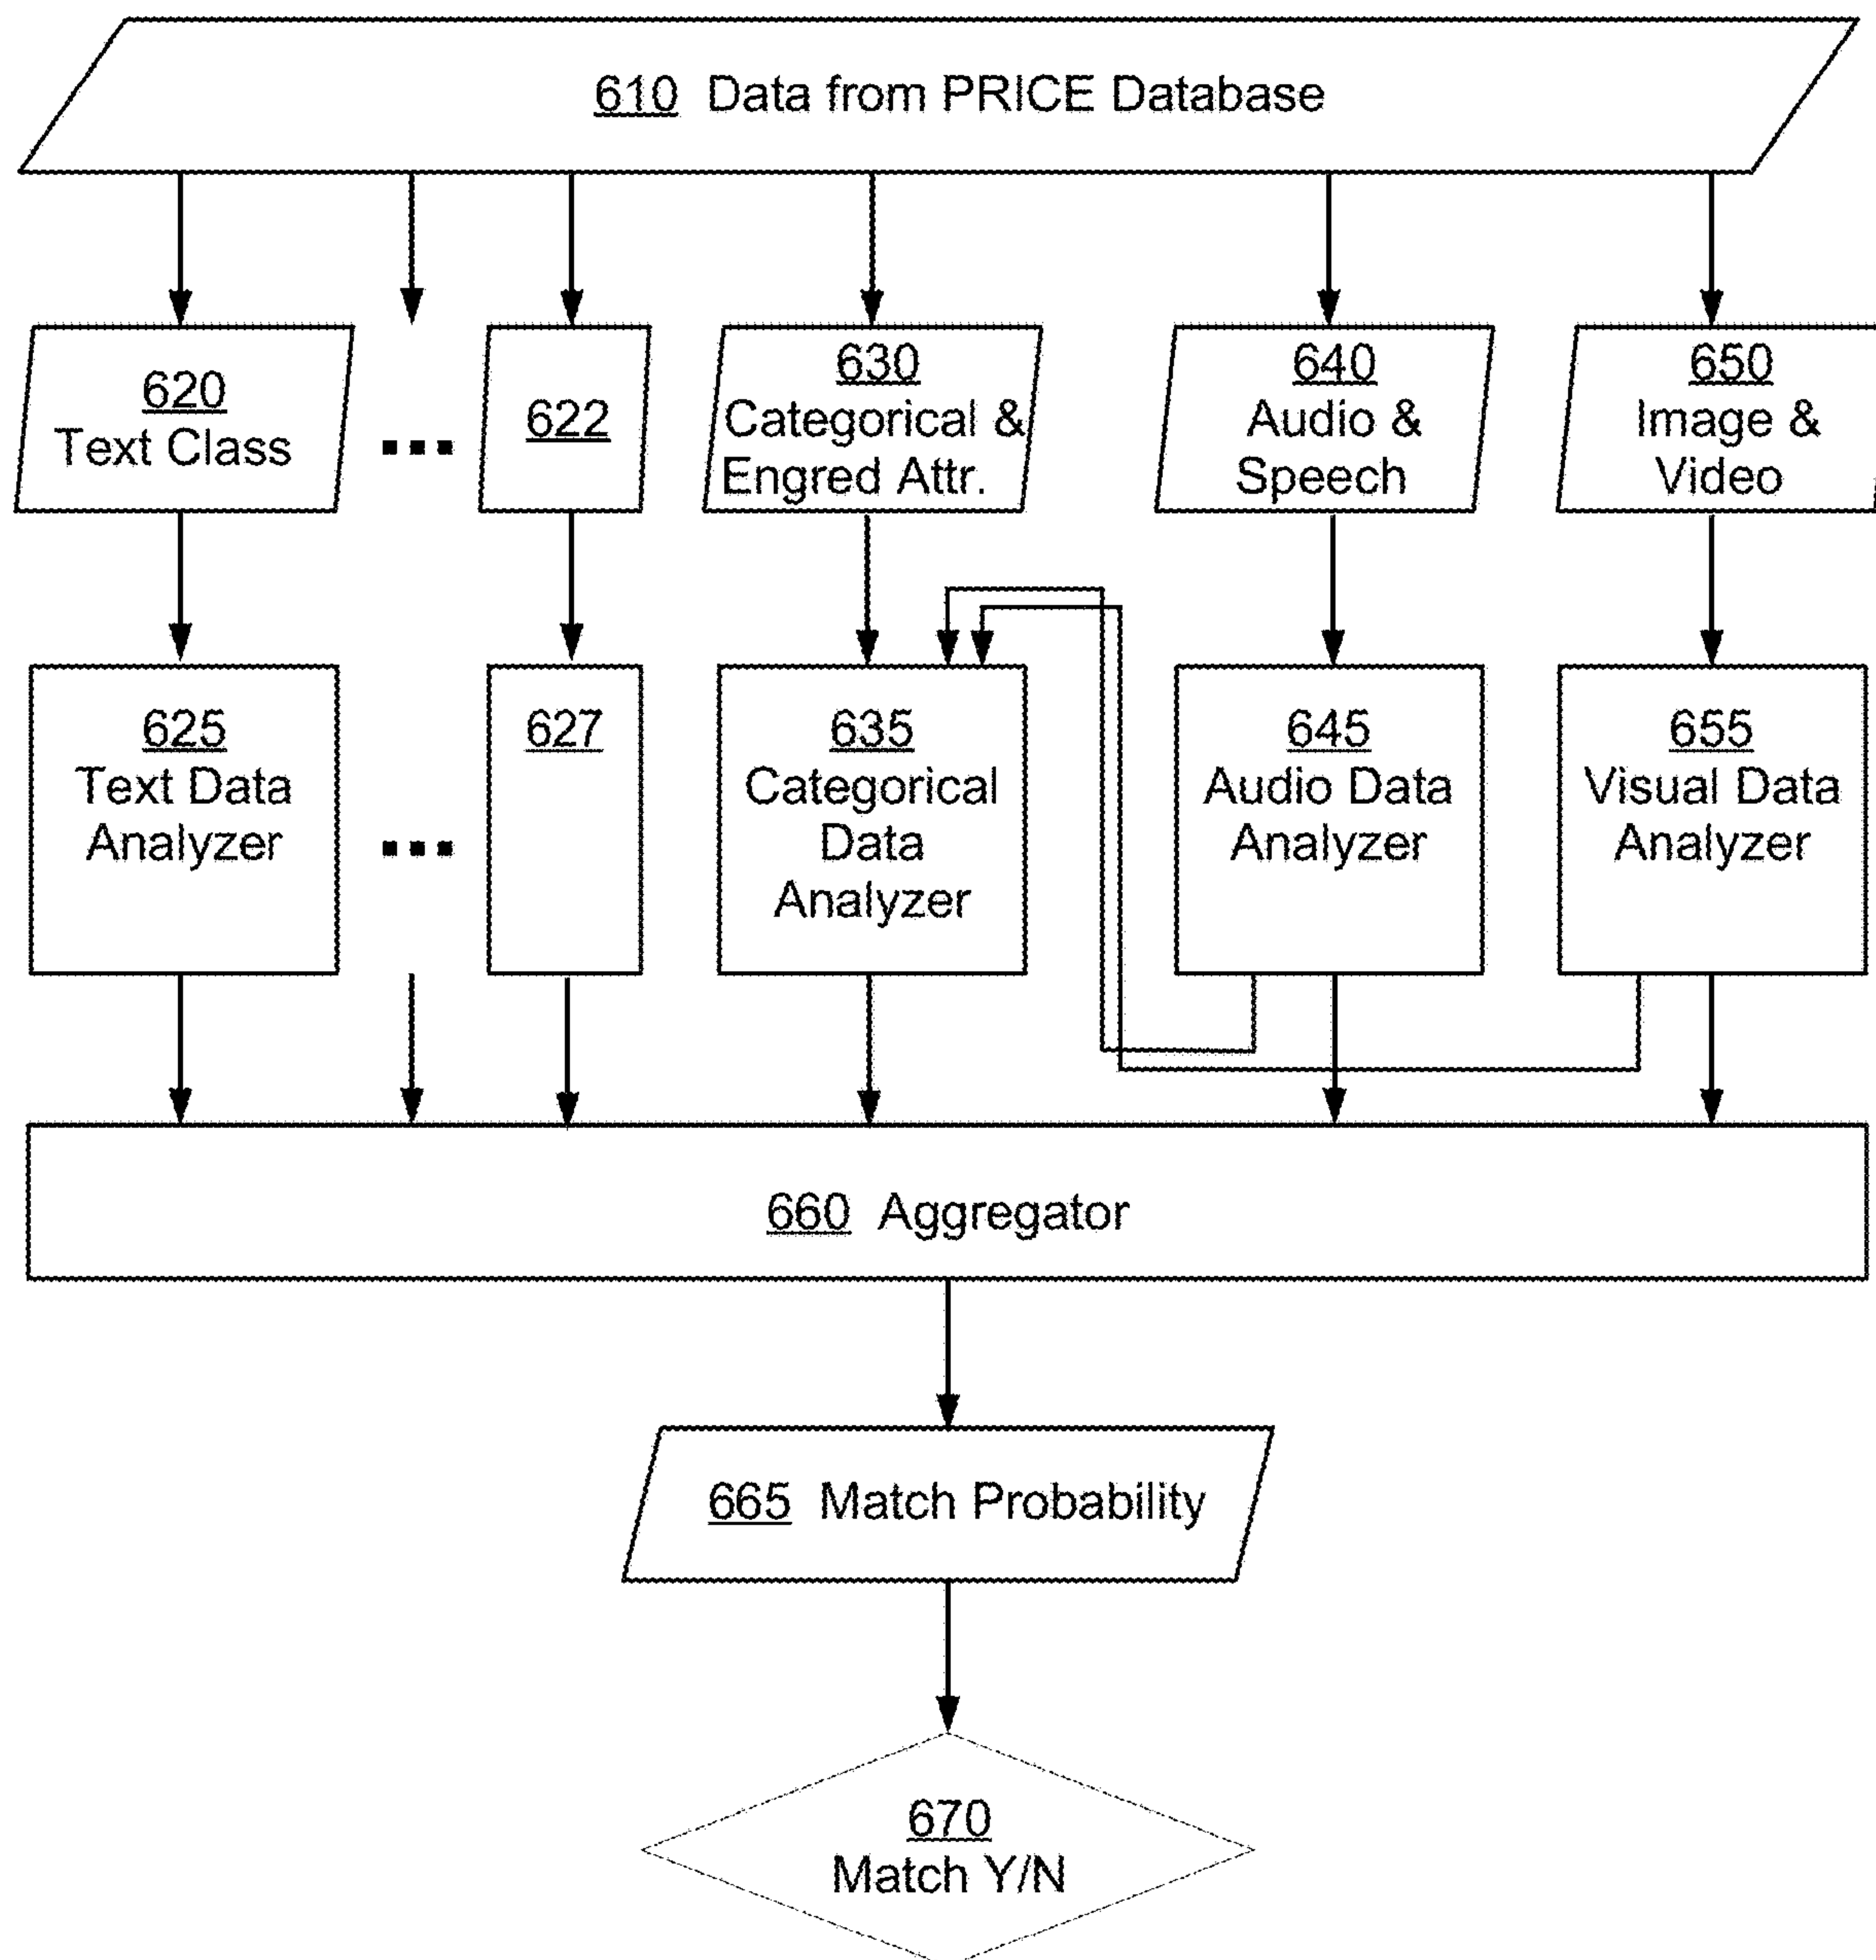 610 Data from PRICE Database
620
Text Class
...
622
630
Categorical &
Engred Attr.
640
Audio &
Speech
650
Image &
Video
625
Text Data
Analyzer
...
627
635
Categorical
Data
Analyzer
645
Audio Data
Analyzer
655
Visual Data
Analyzer
660 Aggregator
665 Match Probability
670
Match Y/N